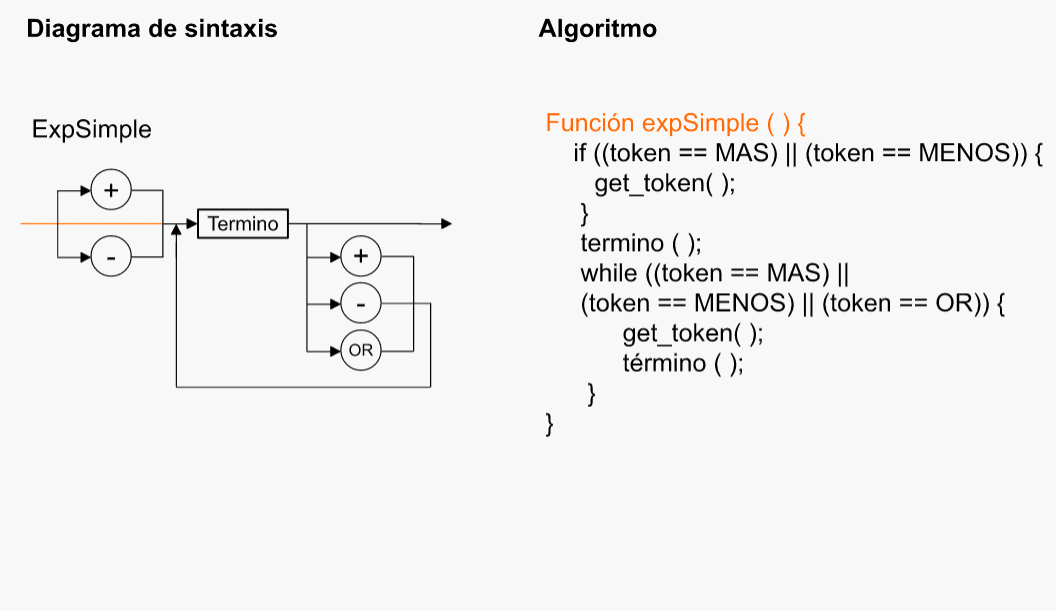 Diagrama de sintaxis
ExpSimple
+
-
Termino
+
-
OR
Algoritmo
Función expSimple ( ) {
if ((token == MAS) || (token == MENOS)) {
get_token( );
}
termino ( );
while ((token == MAS) ||
(token == MENOS) || (token == OR)) {
get_token( );
término ( );
}
}